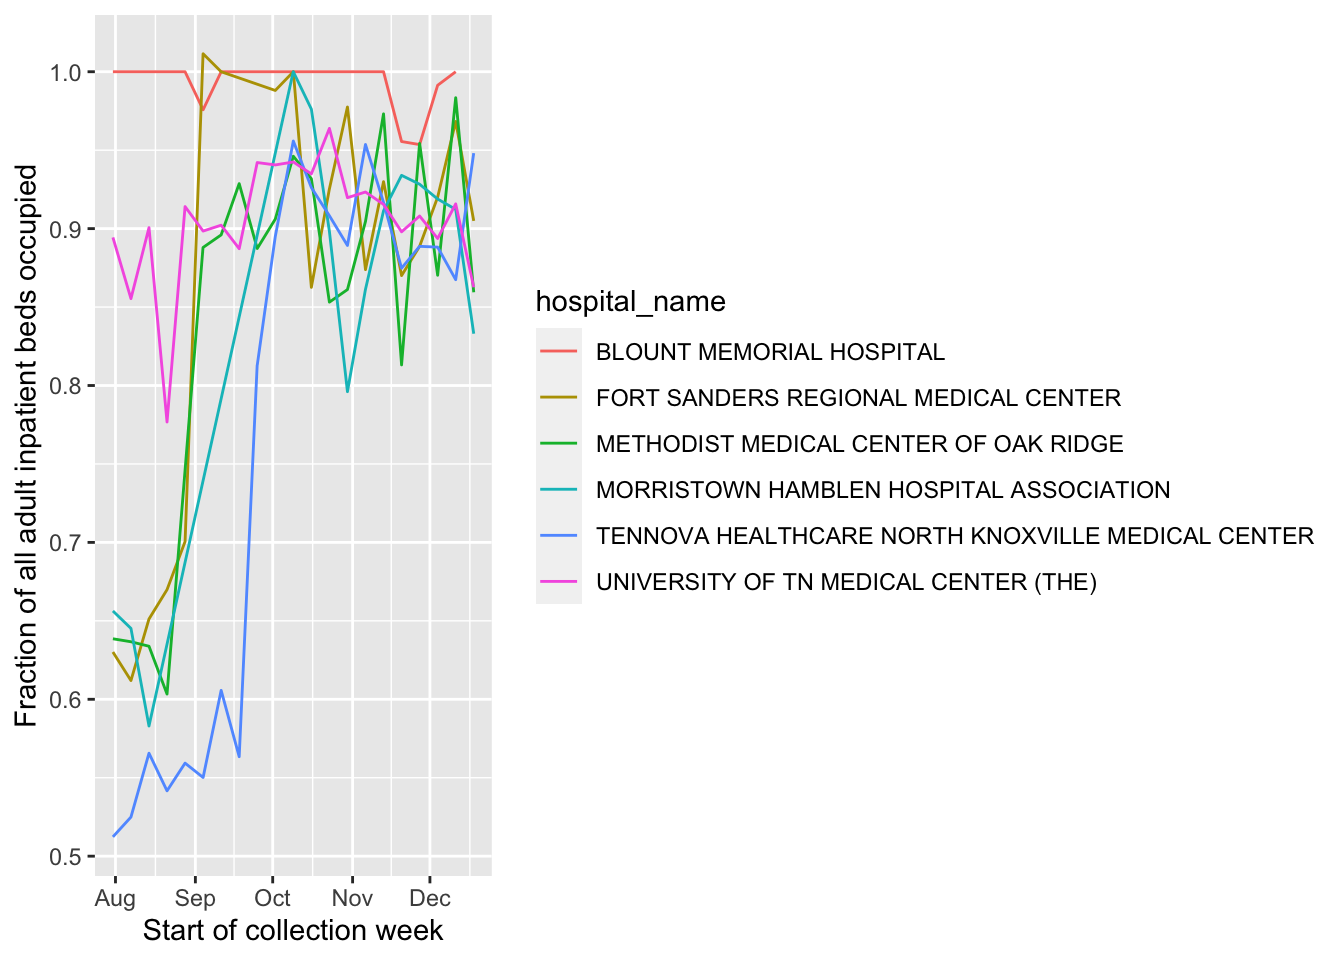 Fraction of all adult inpatient beds occupied
1.0
0.9
0.8
0.7
0.6
0.5
Aug Sep Oct Nov Dec
Start of collection week
hospital_name
BLOUNT MEMORIAL HOSPITAL
FORT SANDERS REGIONAL MEDICAL CENTER
METHODIST MEDICAL CENTER OF OAK RIDGE
MORRISTOWN HAMBLEN HOSPITAL ASSOCIATION
TENNOVA HEALTHCARE NORTH KNOXVILLE MEDICAL CENTER
UNIVERSITY OF TN MEDICAL CENTER (THE)